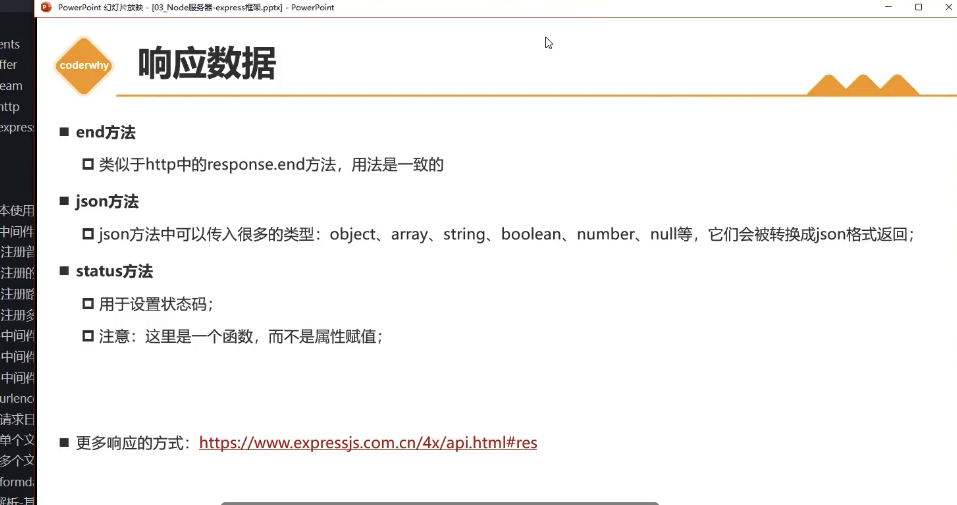 PowerPoint 幻灯片放映 - [03_Node服务器-express框架.pptx] - PowerPoint
coderwhy
响应数据
end方法
类似于http中的response.end方法，用法是一致的
json方法
json方法中可以传入很多的类型：object、array、string、boolean、number、null等，它们会被转换成json格式返回；
status方法
用于设置状态码；
注意：这里是一个函数，而不是属性赋值；
更多响应的方式：https://www.expressjs.com.cn/4x/api.html#res
ents
ffer
eam
http
express
本使用
中间件
注册普
注册的
注册路
注册多
中间件
中间件
中间件
urlenco
请求日
单个文
多个文
formda